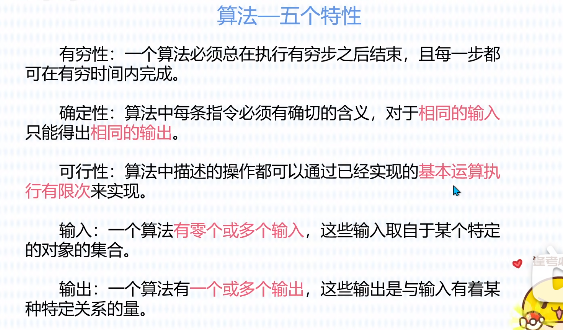 算法—五个特性
有穷性：一个算法必须总在执行有穷步之后结束，且每一步都
可在有穷时间内完成。
确定性：算法中每条指令必须有确切的含义，对于相同的输入
只能得出相同的输出。
可行性：算法中描述的操作都可以通过已经实现的基本运算执
行有限次来实现。
输入：一个算法有零个或多个输入，这些输入取自于某个特定
的对象的集合。
输出：一个算法有一个或多个输出，这些输出是与输入有着某
种特定关系的量。